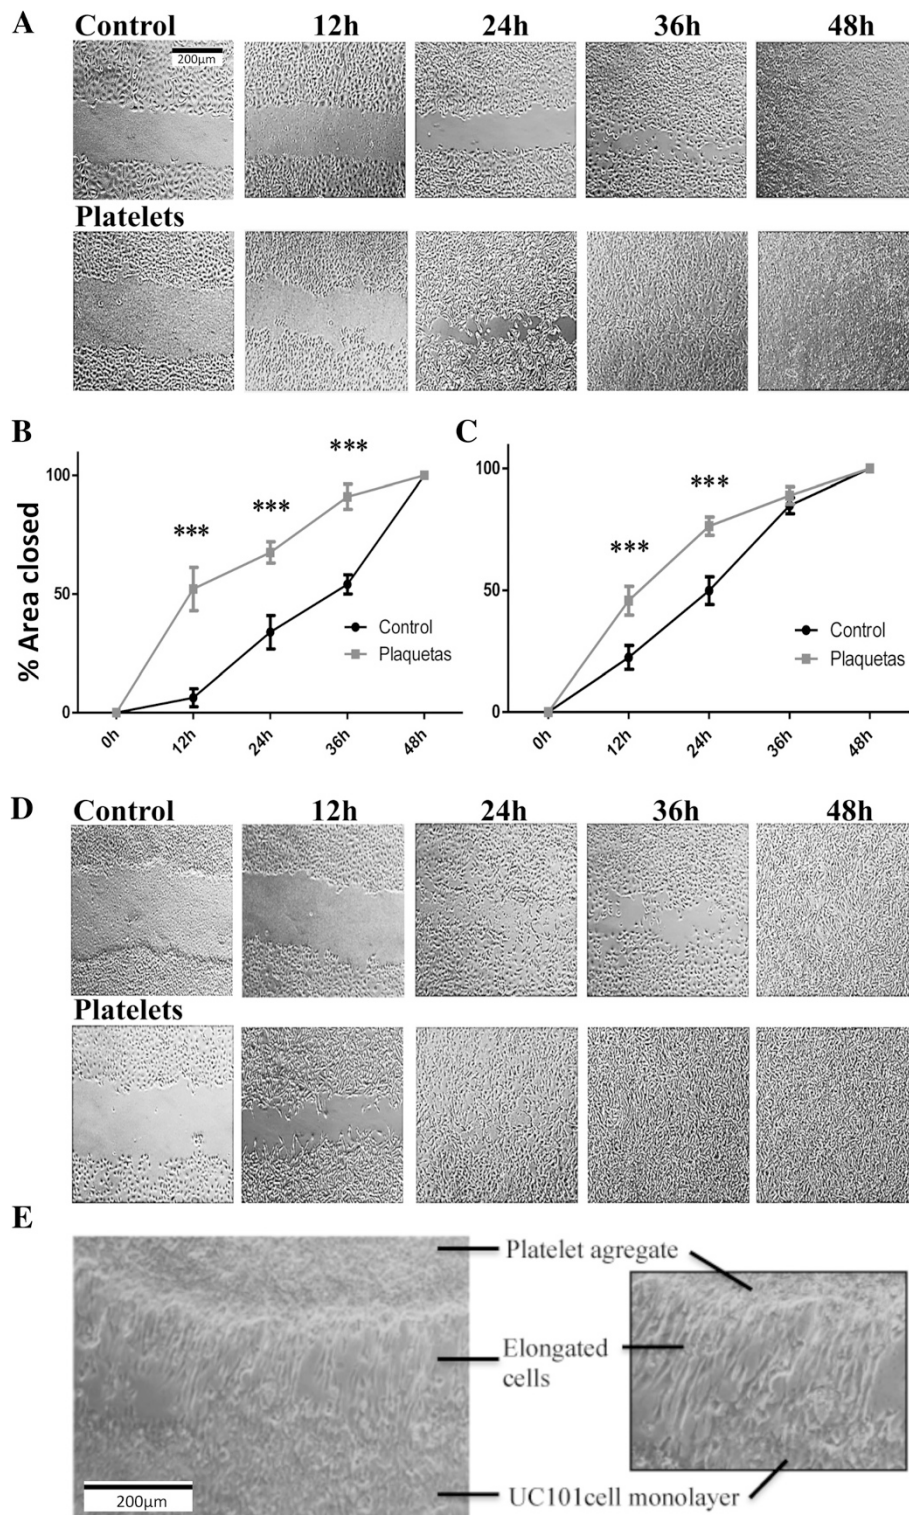 A
Control 12h 24h 36h 48h
200µm
Platelets
B
C
*** *** ***
*** ***
% Area closed
100
50
0
Control
Plaquetas
0h 12h 24h 36h 48h
100
50
0
Control
Plaquetas
0h 12h 24h 36h 48h
D
Control 12h 24h 36h 48h
Platelets
E
Platelet agregate
Elongated
cells
UC101cell monolayer
200µm